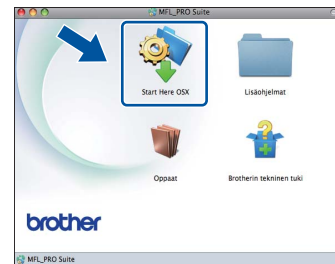 MFL_PRO Suite
Start Here OSX
Lisäohjelmat
Oppaat
Brotherin tekninen tuki
brother
MFL_PRO Suite